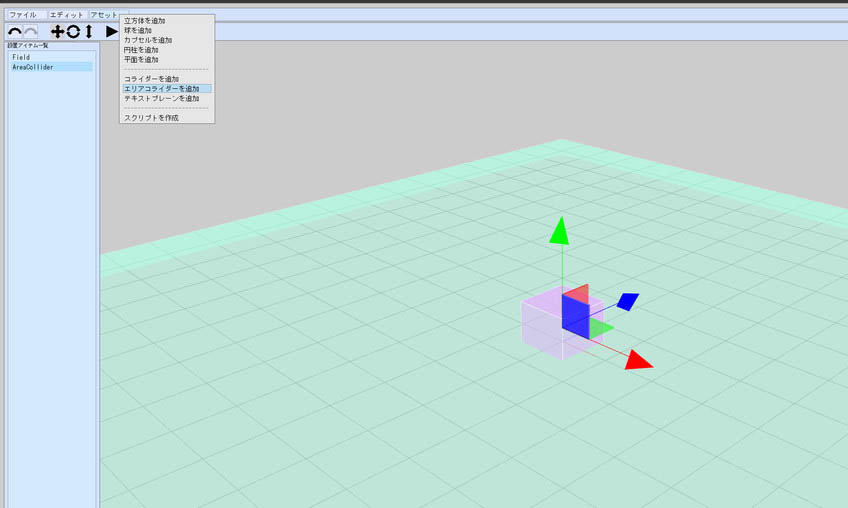 ファイル エディット アセット
立方体を追加
球を追加
カプセルを追加
円柱を追加
平面を追加
コライダーを追加
エリアコライダーを追加
テキストプレーンを追加
スクリプトを作成
設置アイテム一覧
Field
AreaCollider